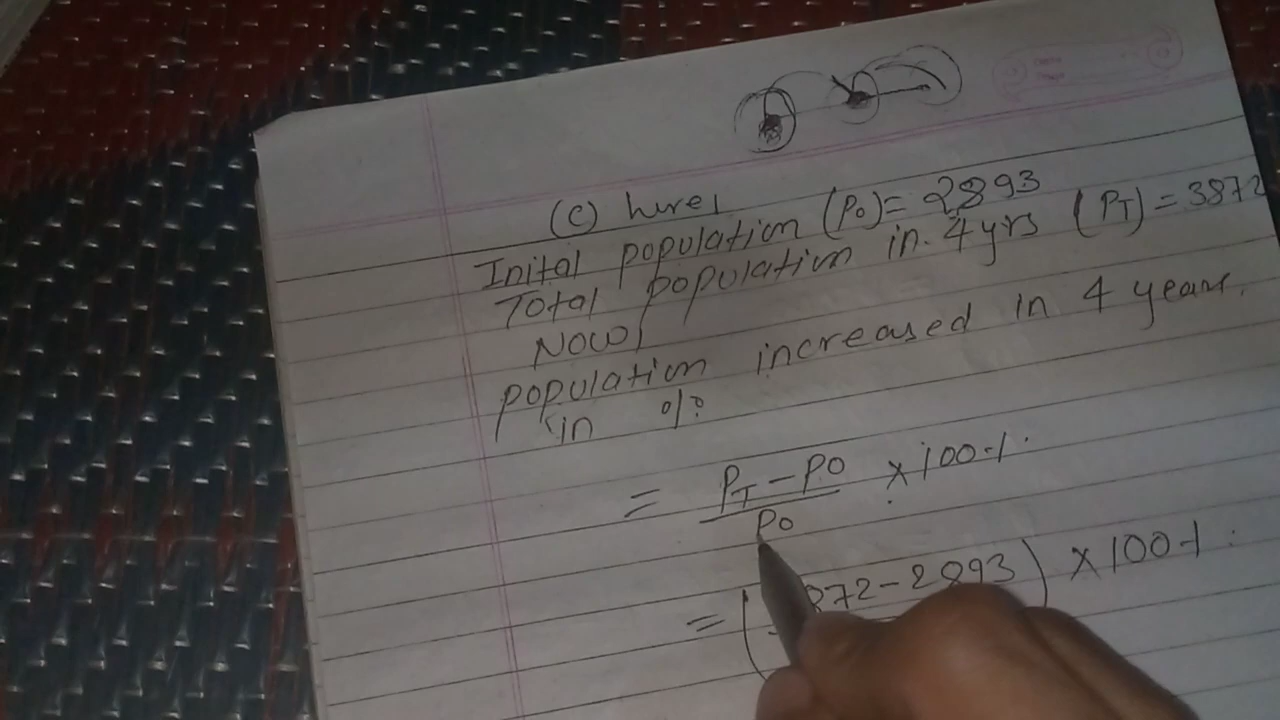 (c) here,
Inital population (P0) = 2893
Total population in 4 yrs (PT) = 3872
Now,
population increased in 4 years.
in %
= PT - P0 / P0 × 100%.
= ( 872 - 2893 ) × 100%.